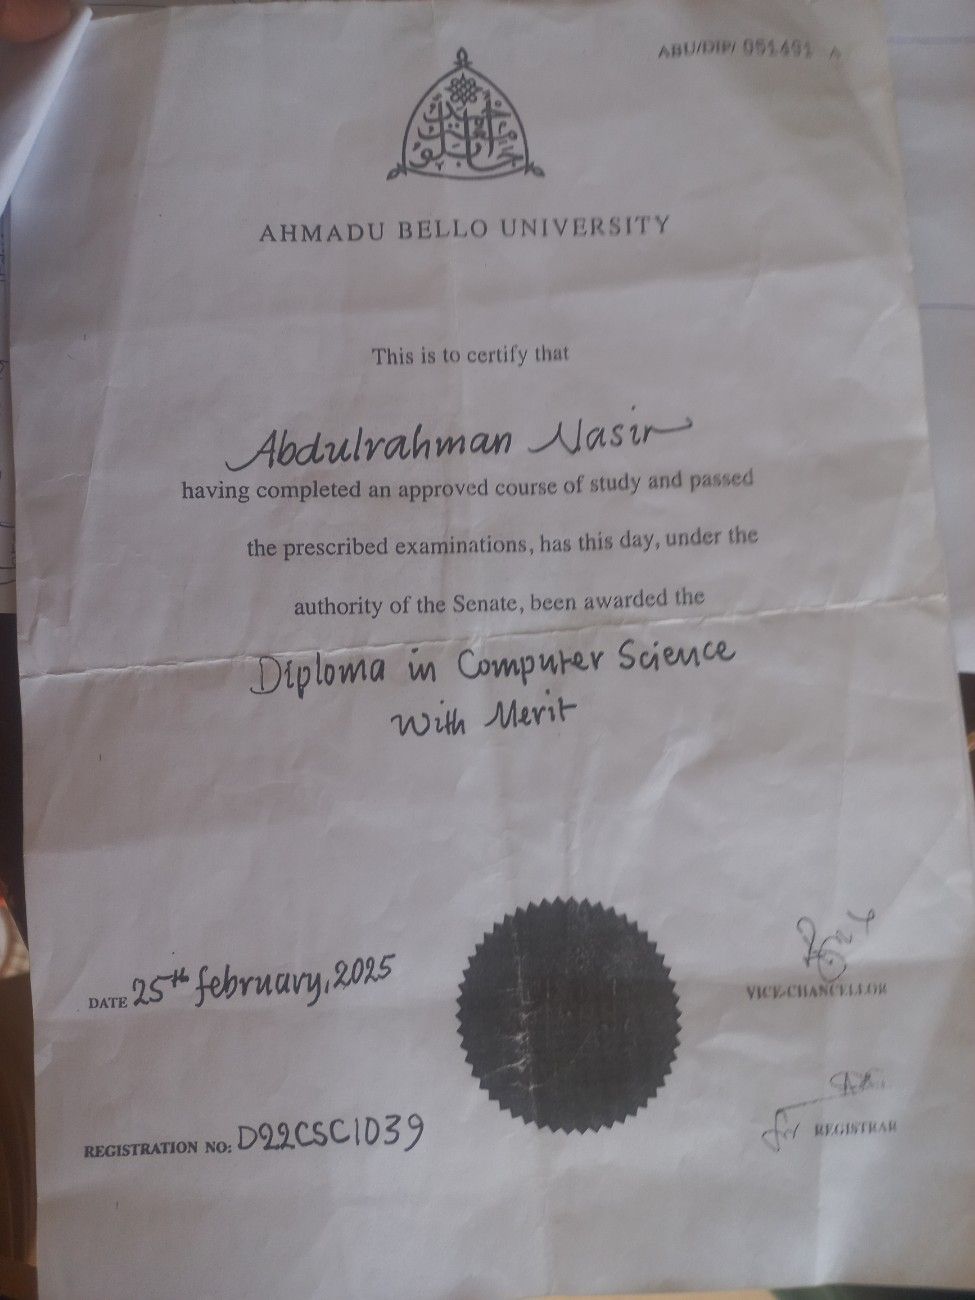 ABU/DIP/ 051491 A
AHMADU BELLO UNIVERSITY
This is to certify that
Abdulrahman Nasir
having completed an approved course of study and passed
the prescribed examinations, has this day, under the
authority of the Senate, been awarded the
Diploma in Computer Science
With Merit
DATE 25th february, 2025
VICE-CHANCELLOR
for REGISTRAR
REGISTRATION NO: D22CSC1039